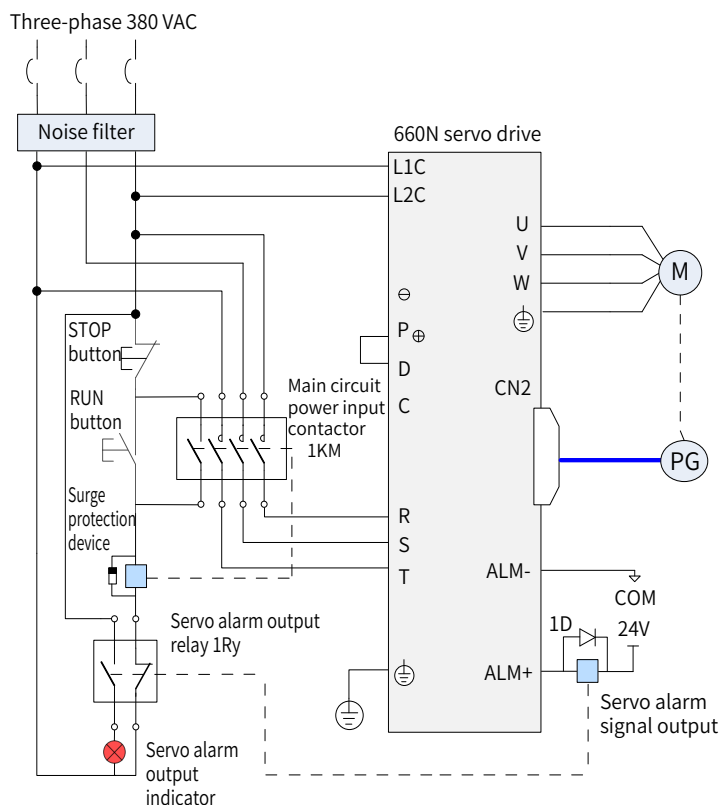 Three-phase 380 VAC
Noise filter
660N servo drive
L1C
L2C
U
V
W
M
⊖
P⊕
D
C
STOP
button
RUN
button
Main circuit
power input
contactor
1KM
CN2
PG
Surge
protection
device
R
S
T
ALM-
COM
1D
24V
ALM+
Servo alarm output
relay 1Ry
Servo alarm
signal output
Servo alarm
output
indicator